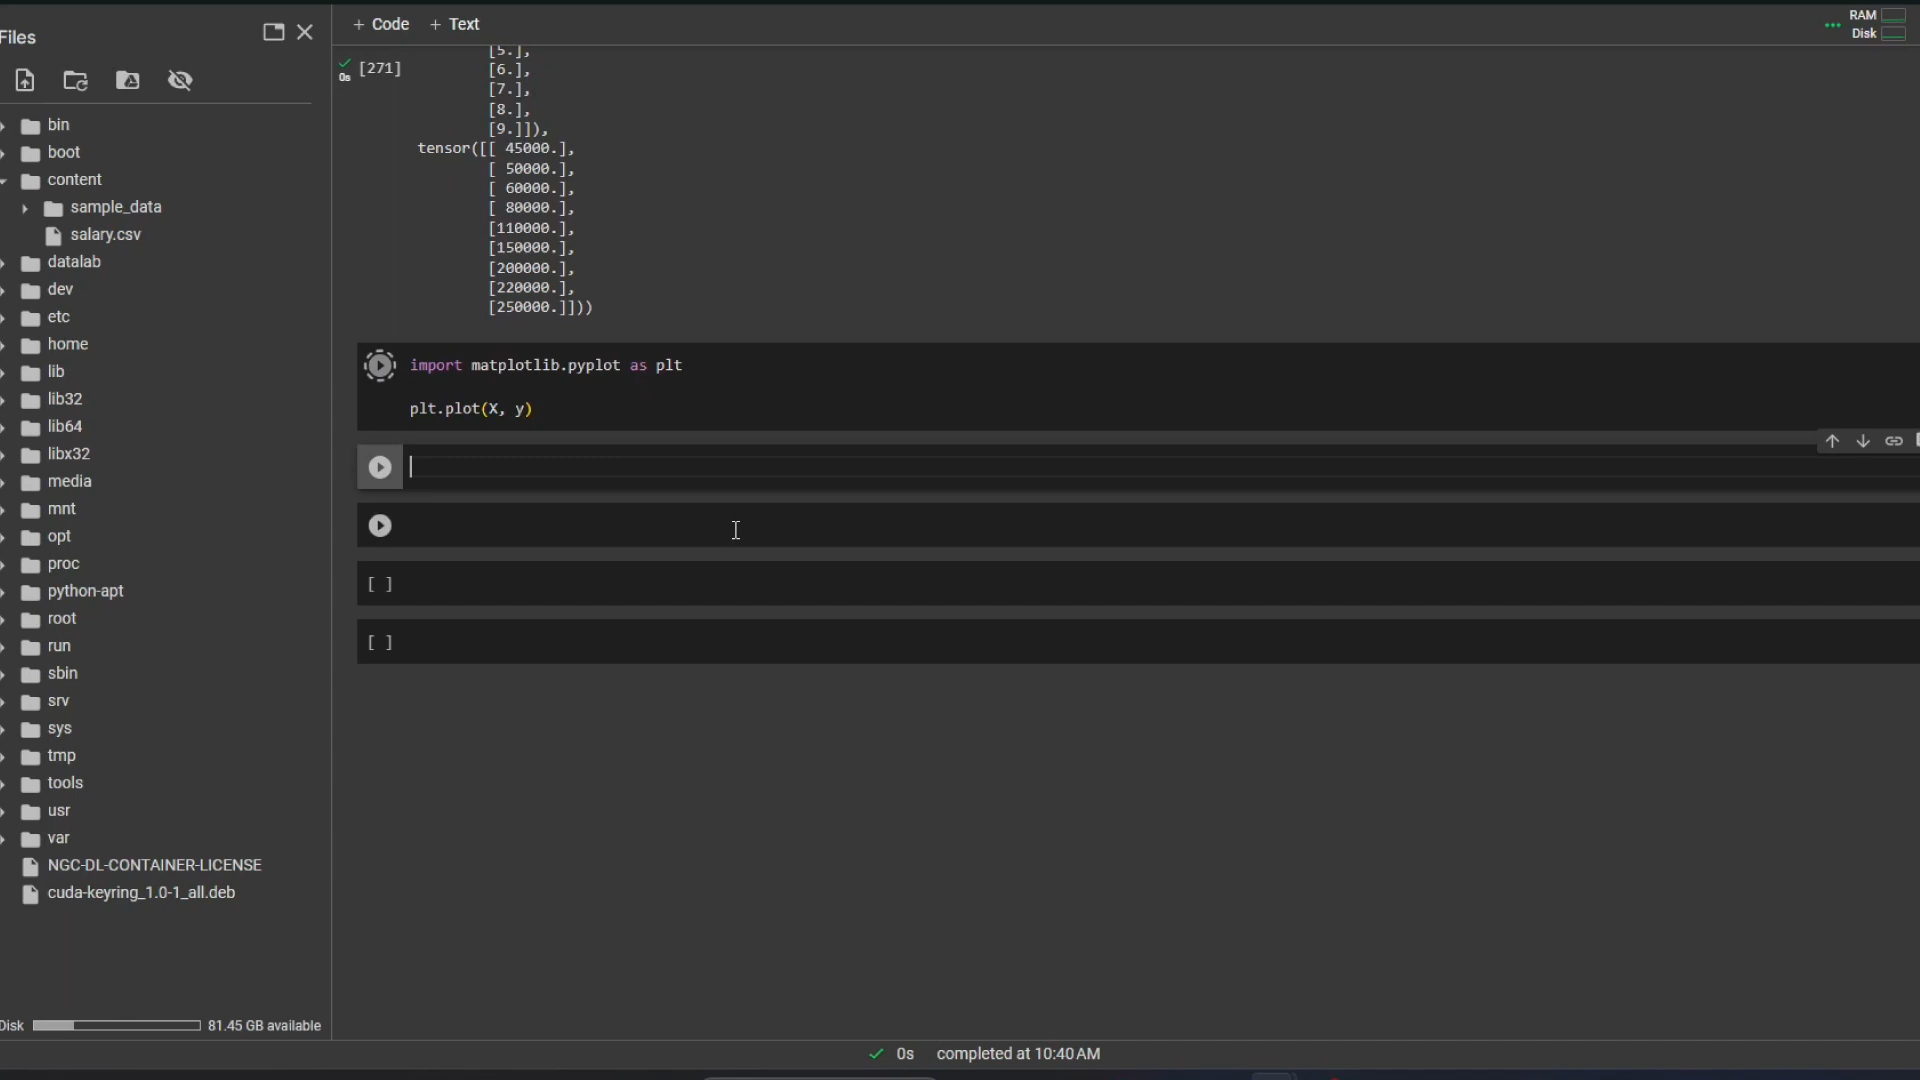 Files
bin
boot
content
sample_data
salary.csv
datalab
dev
etc
home
lib
lib32
lib64
libx32
media
mnt
opt
proc
python-apt
root
run
sbin
srv
sys
tmp
tools
usr
var
NGC-DL-CONTAINER-LICENSE
cuda-keyring_1.0-1_all.deb
Disk 81.45 GB available
+ Code + Text
RAM
Disk
0s [271]
[5.],
[6.],
[7.],
[8.],
[9.]]),
tensor([[ 45000.],
[ 50000.],
[ 60000.],
[ 80000.],
[110000.],
[150000.],
[200000.],
[220000.],
[250000.]]))
import matplotlib.pyplot as plt
plt.plot(X, y)
[ ]
[ ]
0s completed at 10:40 AM